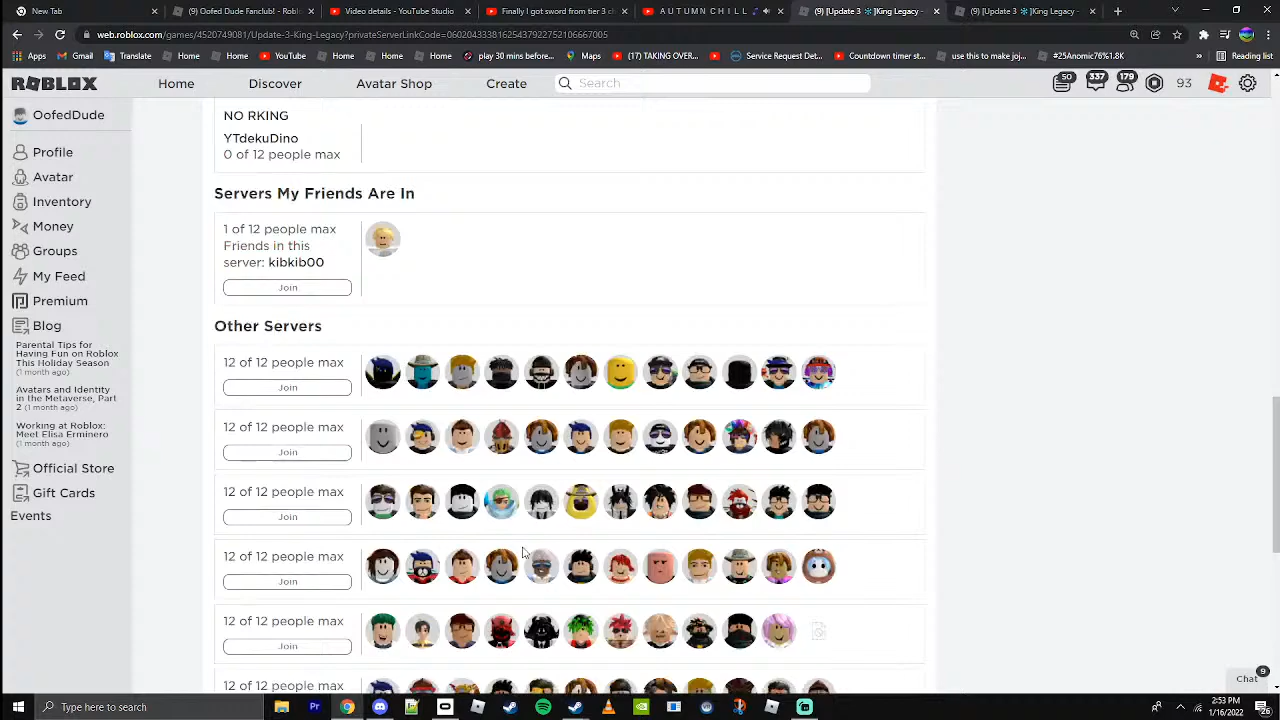 New Tab
(9) [Oofed Dude Fanclub! - Robl
Video details - YouTube Studio
Finally I got sword from tier 3 ch
A U T U M N C H I L L
(9) [Update 3 ❄️]King Legacy -
(9) [Update 3 ❄️]King Legacy -
web.roblox.com/games/4520749081/Update-3-King-Legacy?privateServerLinkCode=06020433381625437922752106667005
Apps
Gmail
Translate
Home
Home
YouTube
Home
Home
Home
play 30 mins before...
Maps
(17) TAKING OVER...
Service Request Det...
Countdown timer st...
use this to make joj...
#25Anomic%68%1.8K
»
Reading list
ROBLOX
Home
Discover
Avatar Shop
Create
Search
50
337
179
93
OofedDude
Profile
Avatar
Inventory
Money
Groups
My Feed
Premium
Blog
Parental Tips for
Having Fun on Roblox
This Holiday Season
(1 month ago)
Avatars and Identity
in the Metaverse, Part
2 (1 month ago)
Working at Roblox:
Meet Elisa Erminero
(1 month ago)
Official Store
Gift Cards
Events
NO RKING
YTdekuDino
0 of 12 people max
Servers My Friends Are In
1 of 12 people max
Friends in this
server: kibkib00
Join
Other Servers
12 of 12 people max
Join
12 of 12 people max
Join
12 of 12 people max
Join
12 of 12 people max
Join
12 of 12 people max
Join
12 of 12 people max
Chat
9
Type here to search
Pr
2:53 PM
1/16/2022
26